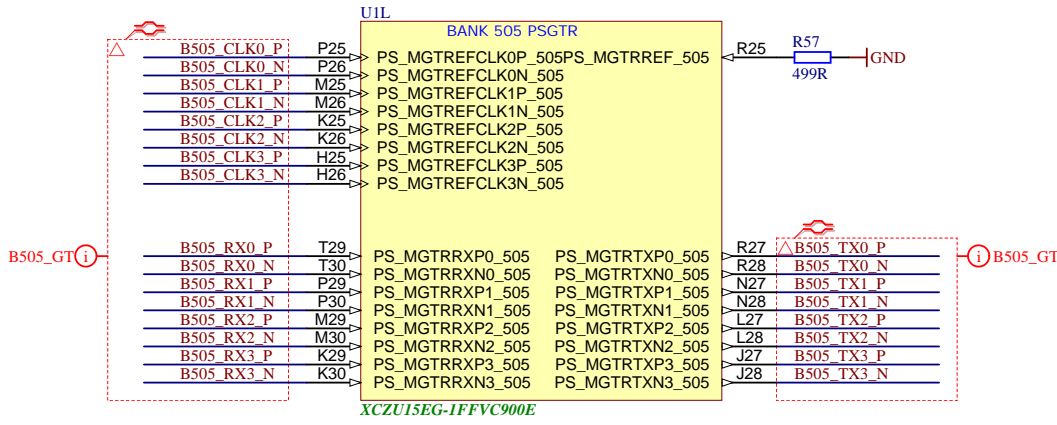 U1L
BANK 505 PSGTR
B505_CLK0_P P25 PS_MGTREFCLK0P_505 PS_MGTRREF_505 R25 R57 499R GND
B505_CLK0_N P26 PS_MGTREFCLK0N_505
B505_CLK1_P M25 PS_MGTREFCLK1P_505
B505_CLK1_N M26 PS_MGTREFCLK1N_505
B505_CLK2_P K25 PS_MGTREFCLK2P_505
B505_CLK2_N K26 PS_MGTREFCLK2N_505
B505_CLK3_P H25 PS_MGTREFCLK3P_505
B505_CLK3_N H26 PS_MGTREFCLK3N_505
B505_GT i
B505_RX0_P T29 PS_MGTRRXP0_505 PS_MGTRTXP0_505 R27 B505_TX0_P
B505_RX0_N T30 PS_MGTRRXN0_505 PS_MGTRTXN0_505 R28 B505_TX0_N
B505_RX1_P P29 PS_MGTRRXP1_505 PS_MGTRTXP1_505 N27 B505_TX1_P
B505_RX1_N P30 PS_MGTRRXN1_505 PS_MGTRTXN1_505 N28 B505_TX1_N
B505_RX2_P M29 PS_MGTRRXP2_505 PS_MGTRTXP2_505 L27 B505_TX2_P
B505_RX2_N M30 PS_MGTRRXN2_505 PS_MGTRTXN2_505 L28 B505_TX2_N
B505_RX3_P K29 PS_MGTRRXP3_505 PS_MGTRTXP3_505 J27 B505_TX3_P
B505_RX3_N K30 PS_MGTRRXN3_505 PS_MGTRTXN3_505 J28 B505_TX3_N
i B505_GT
XCZU15EG-1FFVC900E